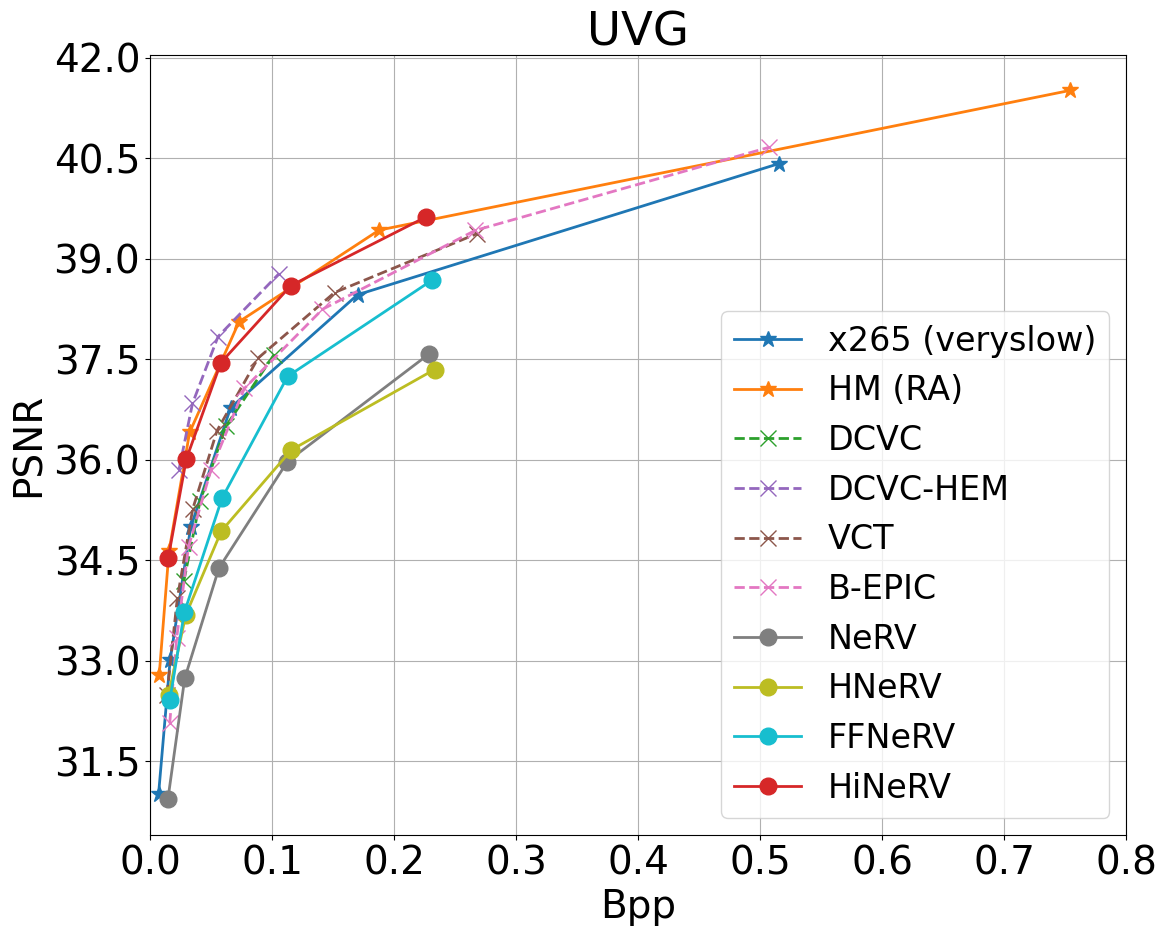 UVG
42.0
40.5
39.0
37.5
36.0
34.5
33.0
31.5
PSNR
x265 (veryslow)
HM (RA)
DCVC
DCVC-HEM
VCT
B-EPIC
NeRV
HNeRV
FFNeRV
HiNeRV
0.0 0.1 0.2 0.3 0.4 0.5 0.6 0.7 0.8
Bpp